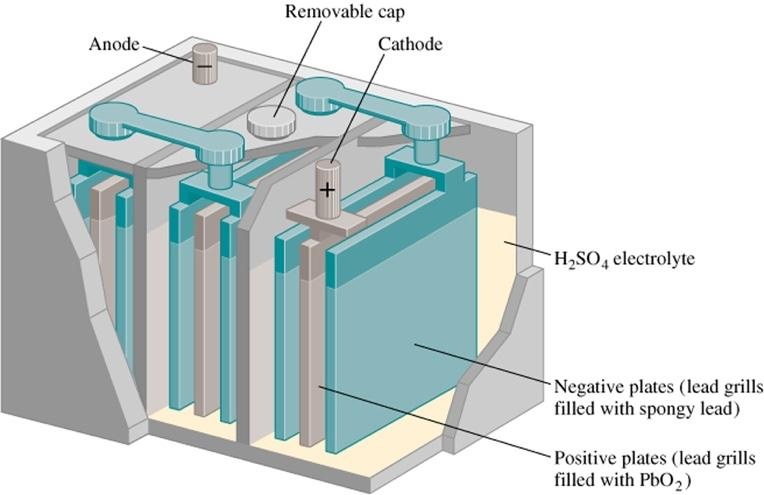 Removable cap
Anode
Cathode
−
+
H₂SO₄ electrolyte
Negative plates (lead grills
filled with spongy lead)
Positive plates (lead grills
filled with PbO₂)